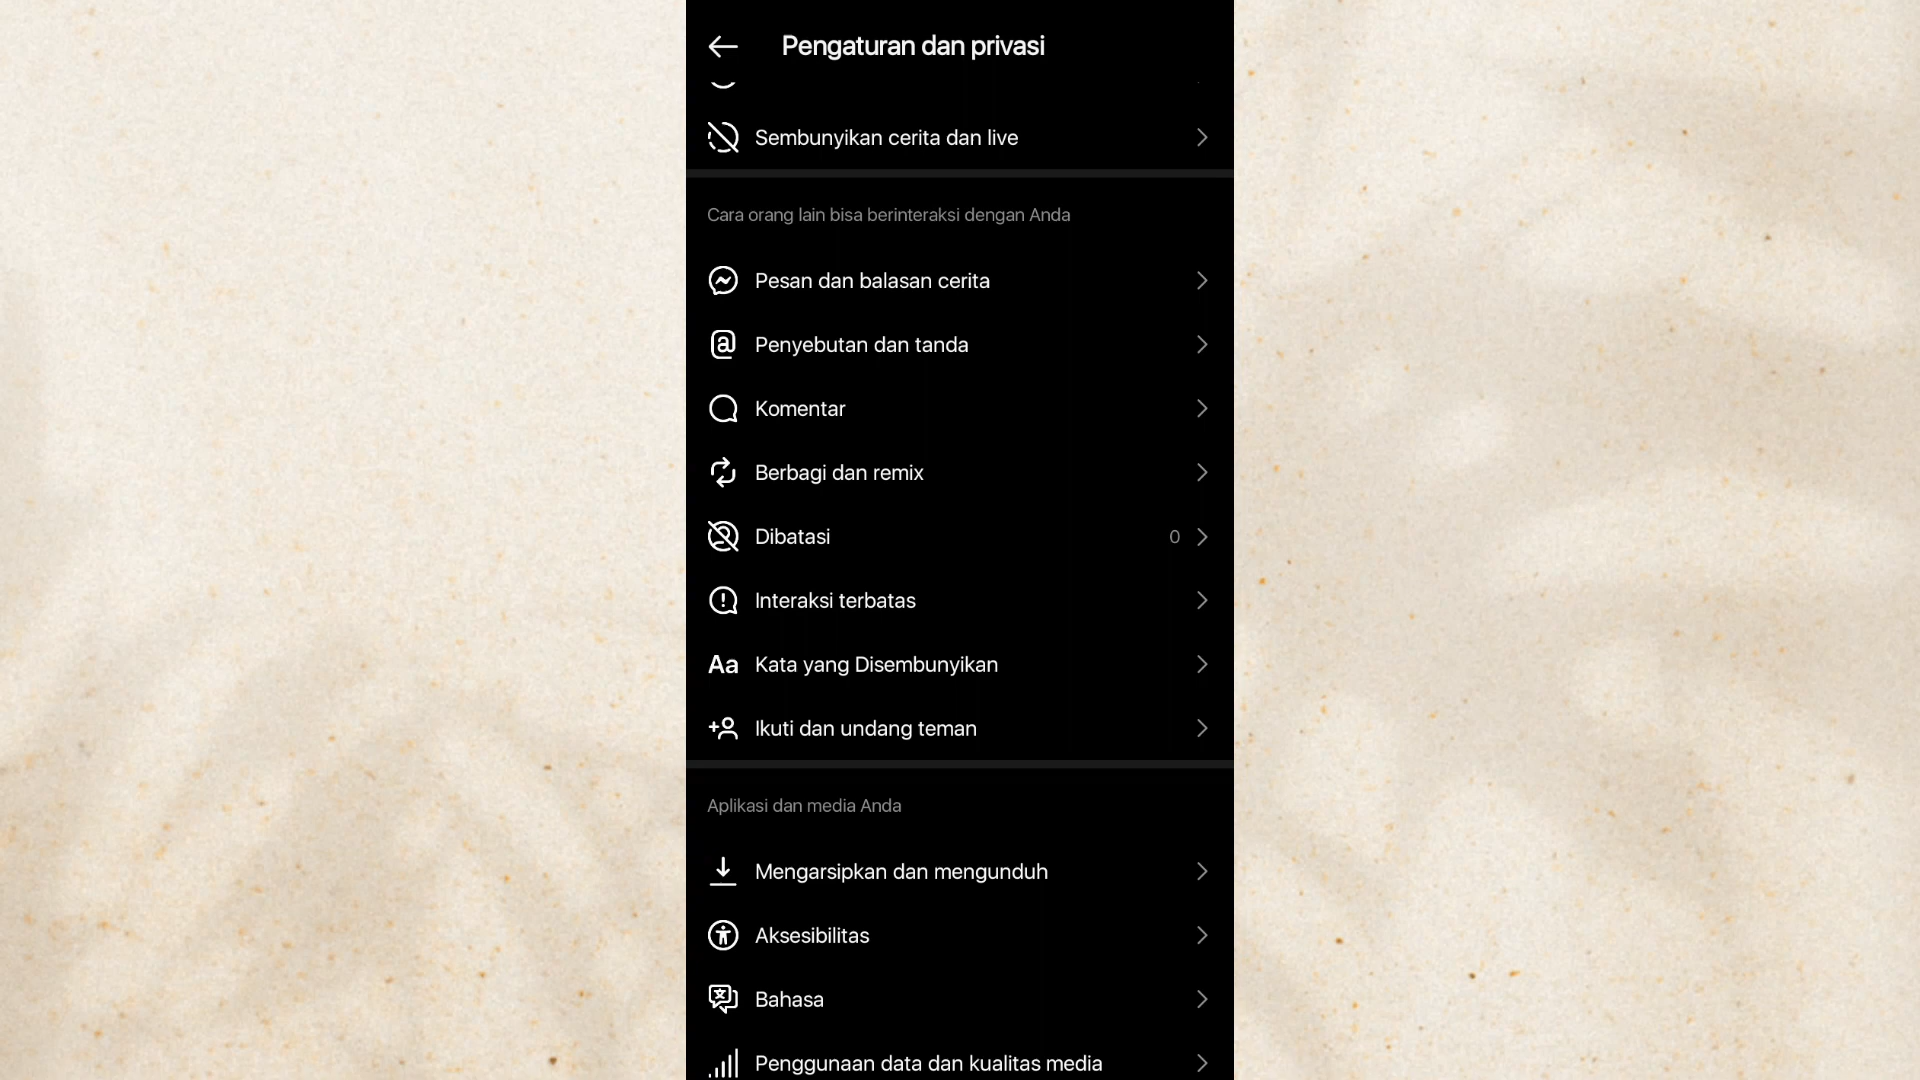 Pengaturan dan privasi
Sembunyikan cerita dan live
Cara orang lain bisa berinteraksi dengan Anda
Pesan dan balasan cerita
Penyebutan dan tanda
Komentar
Berbagi dan remix
Dibatasi 0
Interaksi terbatas
Aa Kata yang Disembunyikan
Ikuti dan undang teman
Aplikasi dan media Anda
Mengarsipkan dan mengunduh
Aksesibilitas
Bahasa
Penggunaan data dan kualitas media